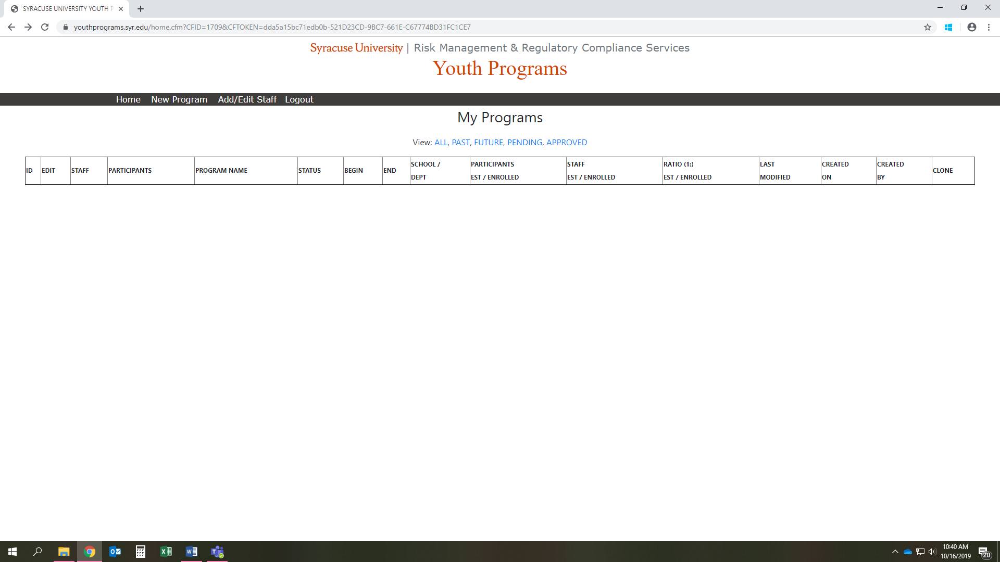 SYRACUSE UNIVERSITY YOUTH P
youthprograms.syr.edu/home.cfm?CFID=1709&CFTOKEN=dda5a15bc71edb0b-521D23CD-9BC7-661E-C67774BD31FC1CE7
Syracuse University | Risk Management & Regulatory Compliance Services
Youth Programs
Home New Program Add/Edit Staff Logout
My Programs
View: ALL, PAST, FUTURE, PENDING, APPROVED
ID EDIT STAFF PARTICIPANTS PROGRAM NAME STATUS BEGIN END SCHOOL / PARTICIPANTS STAFF RATIO (1:) LAST CREATED CREATED CLONE
DEPT EST / ENROLLED EST / ENROLLED EST / ENROLLED MODIFIED ON BY
10:40 AM
10/16/2019
20